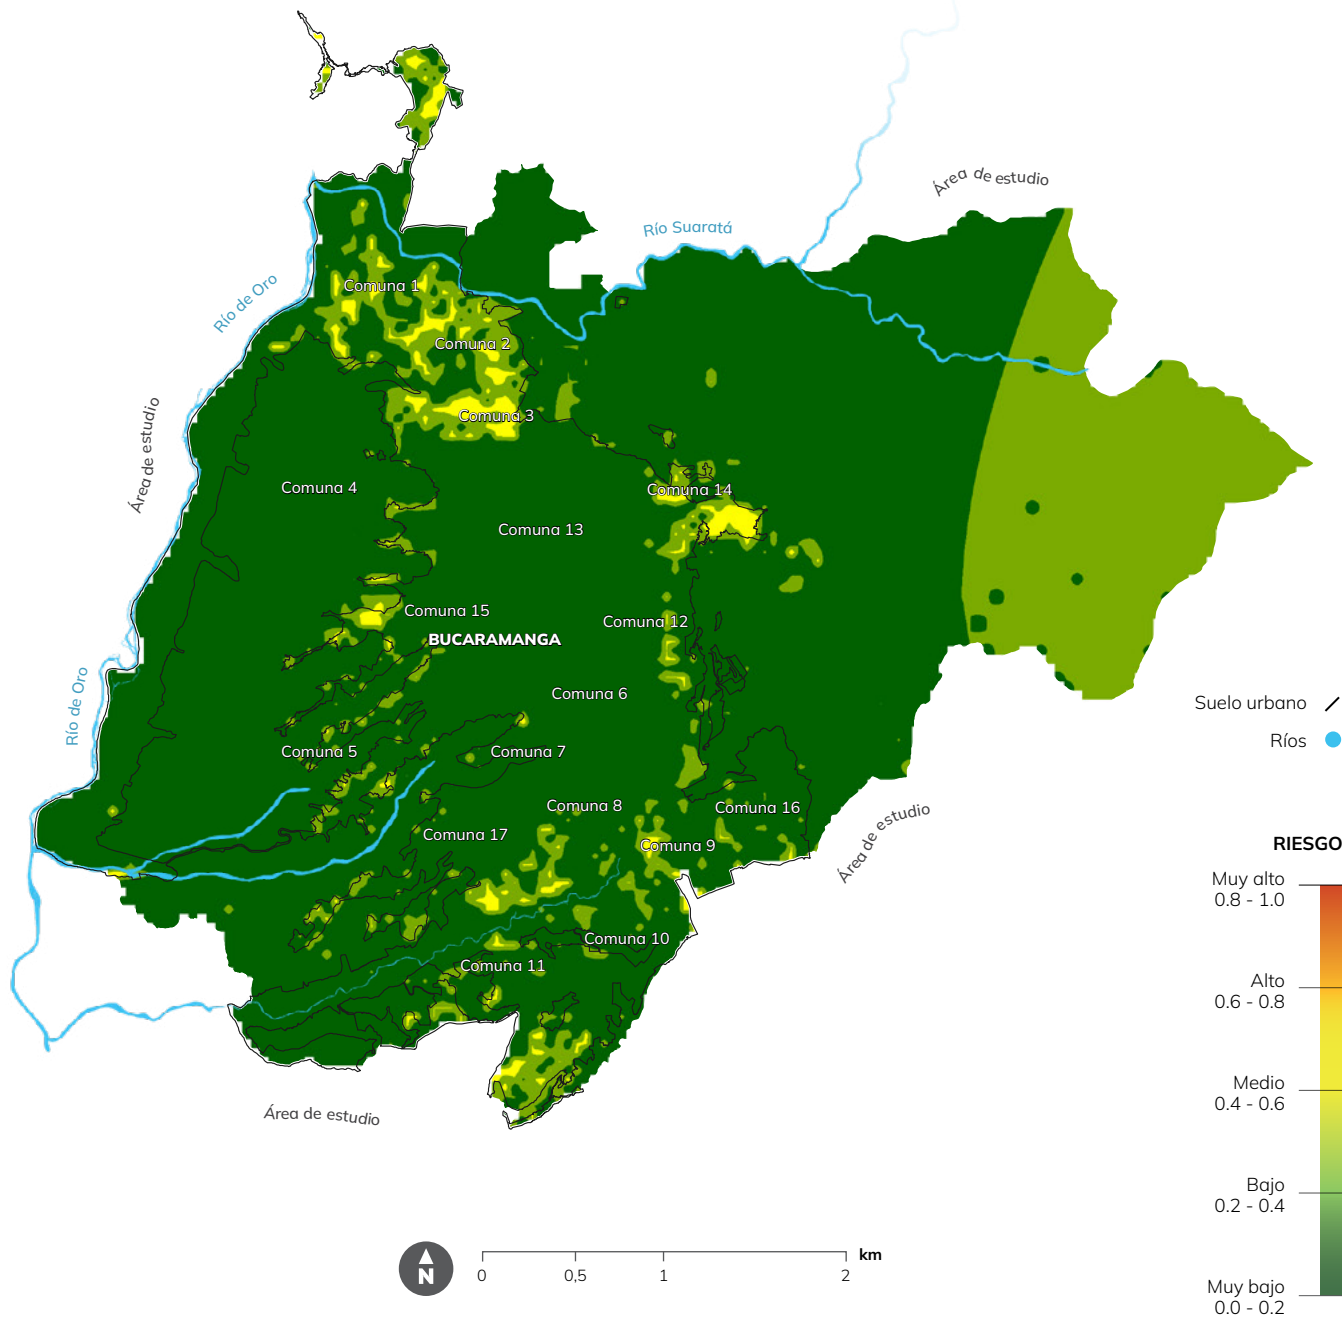 Área de estudio
Río Suaratá
Río de Oro
Comuna 1
Comuna 2
Área de estudio
Comuna 3
Comuna 4
Comuna 14
Comuna 13
Comuna 15
Comuna 12
BUCARAMANGA
Río de Oro
Comuna 6
Suelo urbano
Ríos
Comuna 5
Comuna 7
Comuna 8
Comuna 16
Comuna 17
Comuna 9
Área de estudio
RIESGO
Muy alto
0.8 - 1.0
Comuna 10
Comuna 11
Alto
0.6 - 0.8
Medio
0.4 - 0.6
Área de estudio
Bajo
0.2 - 0.4
N
km
0 0,5 1 2
Muy bajo
0.0 - 0.2